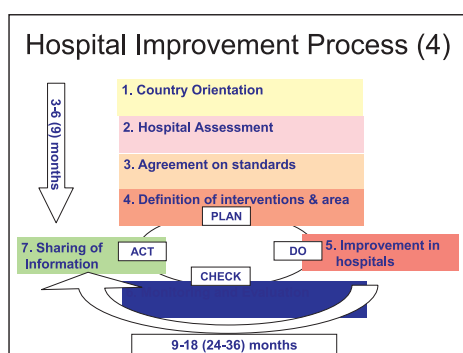 Hospital Improvement Process (4)
3-6 (9) months
1. Country Orientation
2. Hospital Assessment
3. Agreement on standards
4. Definition of interventions & area
PLAN
7. Sharing of
Information
ACT
DO
5. Improvement in
hospitals
CHECK
9-18 (24-36) months